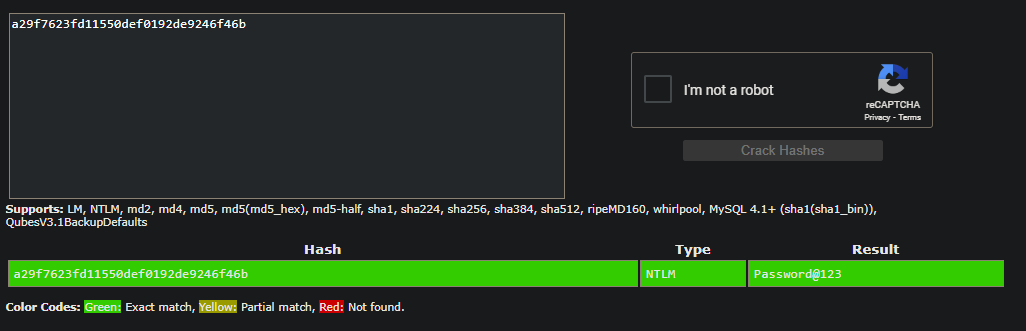 a29f7623fd11550def0192de9246f46b
I'm not a robot
reCAPTCHA
Privacy - Terms
Crack Hashes
Supports: LM, NTLM, md2, md4, md5, md5(md5_hex), md5-half, sha1, sha224, sha256, sha384, sha512, ripeMD160, whirlpool, MySQL 4.1+ (sha1(sha1_bin)),
QubesV3.1BackupDefaults
Hash Type Result
a29f7623fd11550def0192de9246f46b NTLM Password@123
Color Codes: Green: Exact match, Yellow: Partial match, Red: Not found.